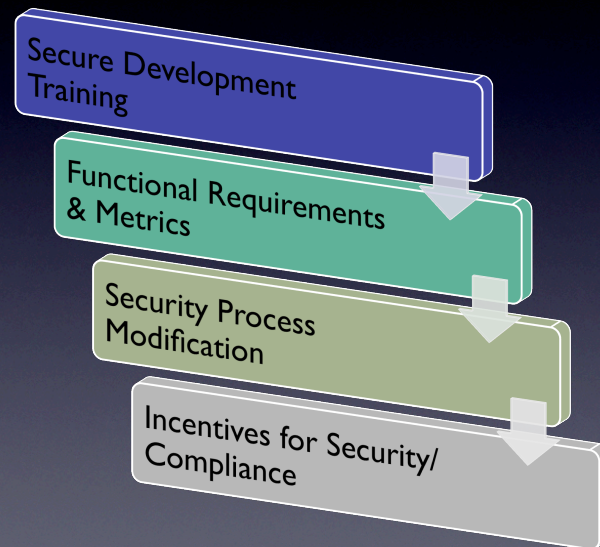 Secure Development
Training
Functional Requirements
& Metrics
Security Process
Modification
Incentives for Security/
Compliance